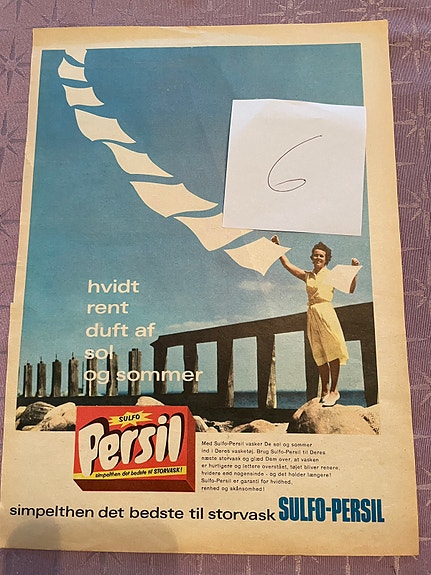 6
hvidt
rent
duft af
sol
og sommer
SULFO
Persil
simpelthen det bedste til STORVASK!
Med Sulfo-Persil vasker De sol og sommer
ind i Deres vasketøj. Brug Sulfo-Persil til Deres
næste storvask og glæd Dem over, at vasken
er hurtigere og lettere overstået, tøjet bliver renere,
hvidere end nogensinde - og det holder længere!
Sulfo-Persil er garanti for hvidhed,
renhed og skånsomhed!
simpelthen det bedste til storvask SULFO-PERSIL